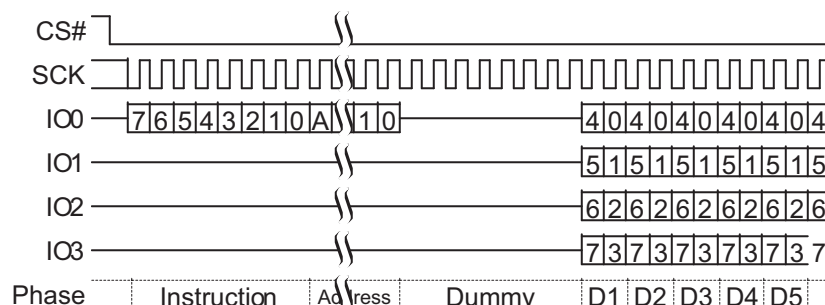 CS#
SCK
IO0 7 6 5 4 3 2 1 0 A 1 0 4 0 4 0 4 0 4 0 4 0 4
IO1 5 1 5 1 5 1 5 1 5 1 5
IO2 6 2 6 2 6 2 6 2 6 2 6
IO3 7 3 7 3 7 3 7 3 7 3 7
Phase Instruction Address Dummy D1 D2 D3 D4 D5